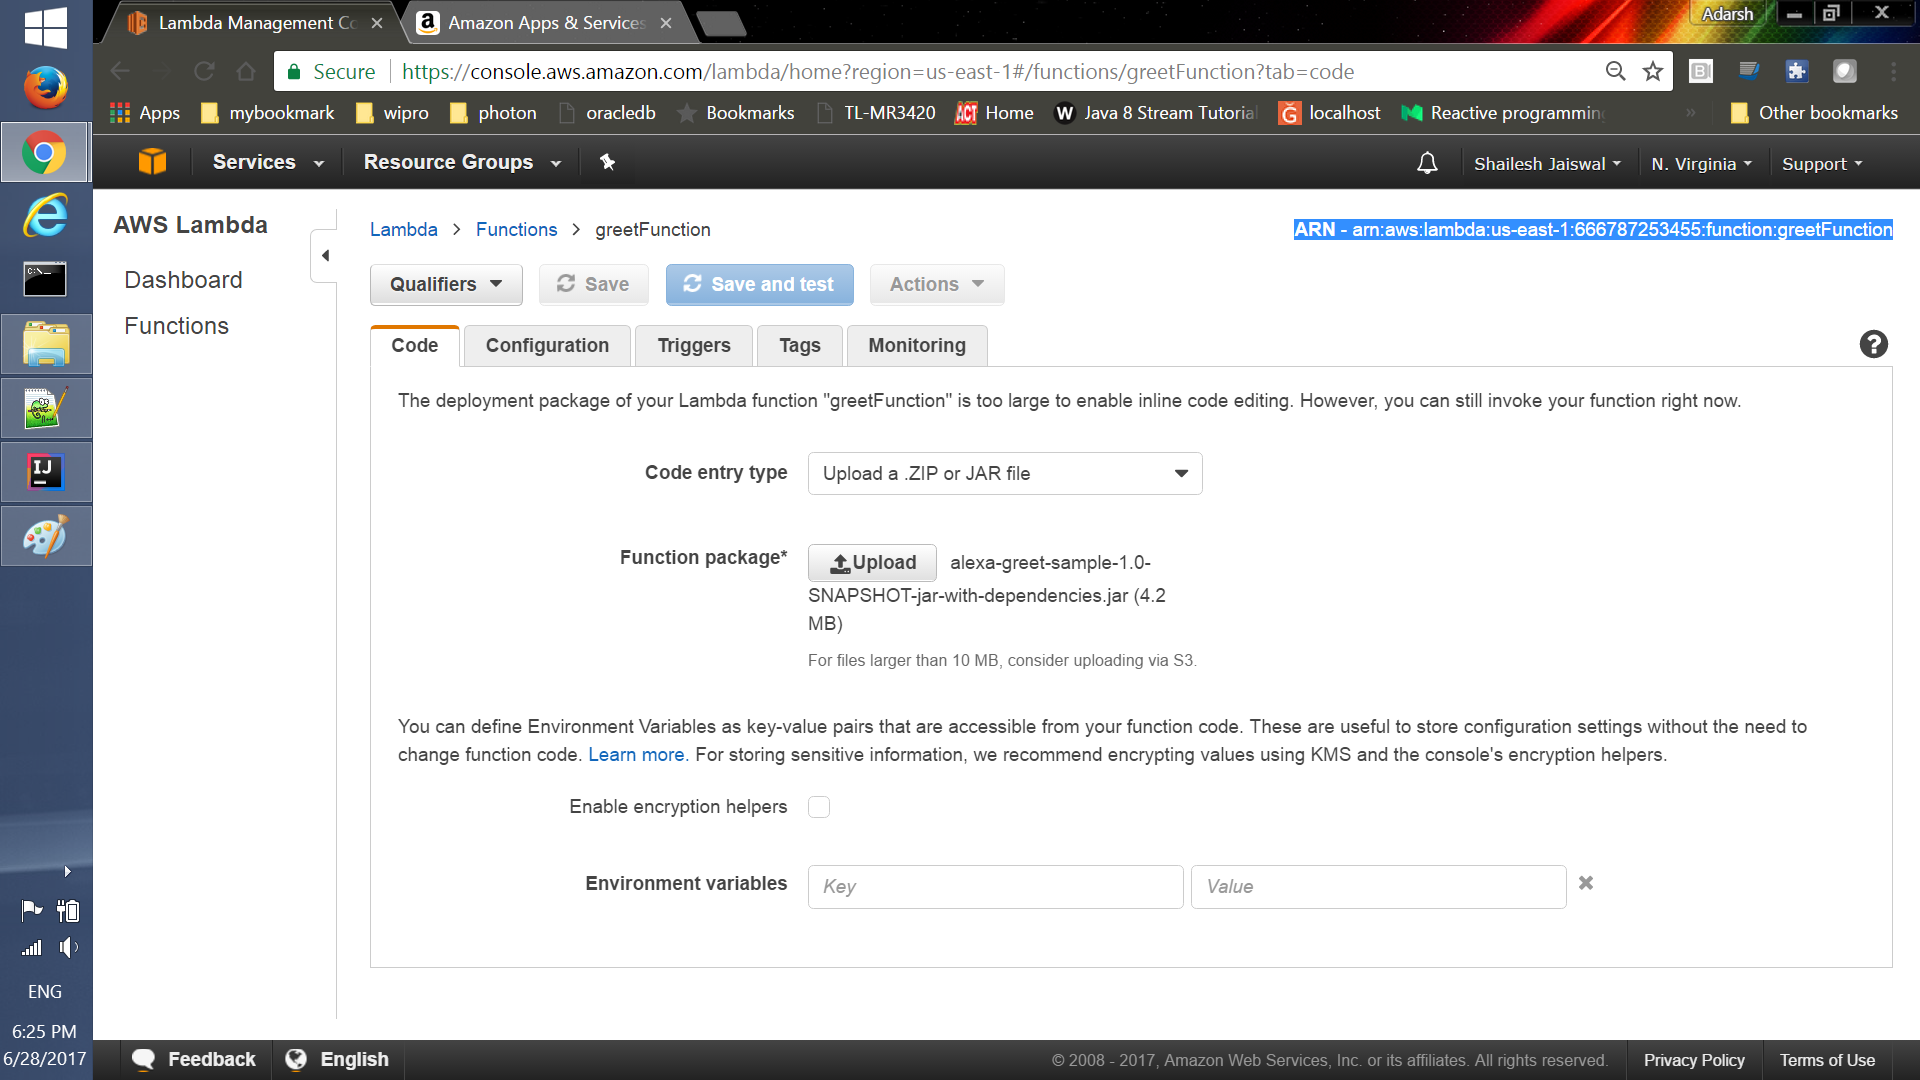 Lambda Management Co
Amazon Apps & Services
Adarsh
Secure
https://console.aws.amazon.com/lambda/home?region=us-east-1#/functions/greetFunction?tab=code
Apps
mybookmark
wipro
photon
oracledb
Bookmarks
TL-MR3420
ACT
Home
W
Java 8 Stream Tutorial
localhost
Reactive programming
»
Other bookmarks
Services
Resource Groups
Shailesh Jaiswal
N. Virginia
Support
AWS Lambda
Dashboard
Functions
Lambda > Functions > greetFunction
ARN - arn:aws:lambda:us-east-1:666787253455:function:greetFunction
Qualifiers
Save
Save and test
Actions
Code
Configuration
Triggers
Tags
Monitoring
?
The deployment package of your Lambda function "greetFunction" is too large to enable inline code editing. However, you can still invoke your function right now.
Code entry type
Upload a .ZIP or JAR file
Function package*
Upload
alexa-greet-sample-1.0-
SNAPSHOT-jar-with-dependencies.jar (4.2
MB)
For files larger than 10 MB, consider uploading via S3.
You can define Environment Variables as key-value pairs that are accessible from your function code. These are useful to store configuration settings without the need to
change function code. Learn more. For storing sensitive information, we recommend encrypting values using KMS and the console's encryption helpers.
Enable encryption helpers
Environment variables
Key
Value
IJ
ENG
6:25 PM
6/28/2017
Feedback
English
© 2008 - 2017, Amazon Web Services, Inc. or its affiliates. All rights reserved.
Privacy Policy
Terms of Use